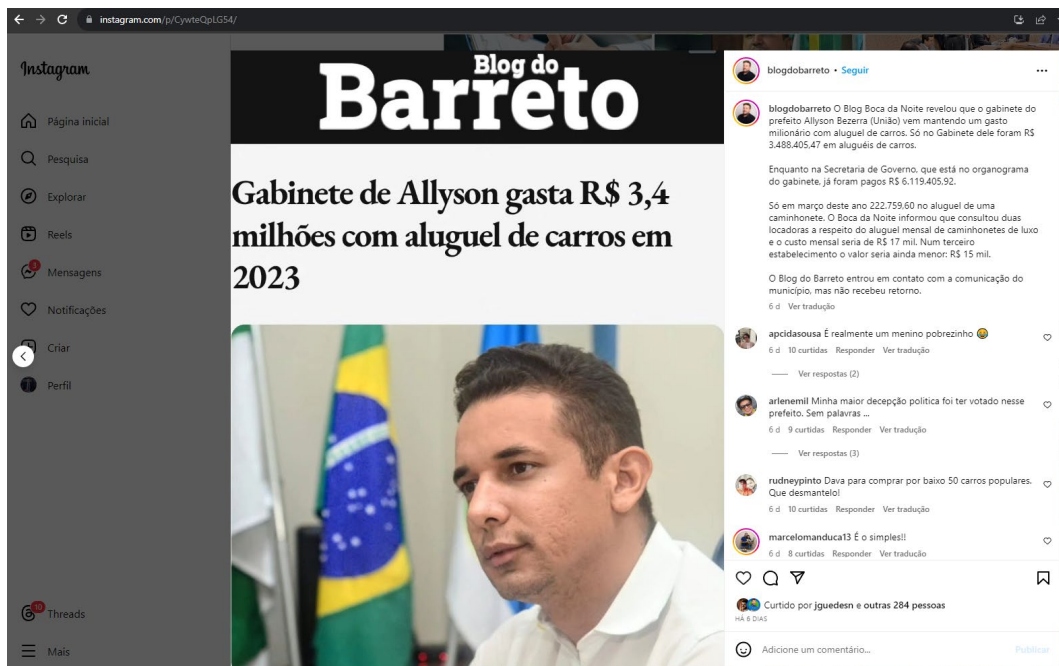 instagram.com/p/CywteQpLG54/
Instagram
Página inicial
Pesquisa
Explorar
Reels
3
Mensagens
Notificações
Criar
Perfil
10
Threads
Mais
Blog do
Barreto
Gabinete de Allyson gasta R$ 3,4
milhões com aluguel de carros em
2023
blogdobarreto • Seguir
blogdobarreto O Blog Boca da Noite revelou que o gabinete do
prefeito Allyson Bezerra (União) vem mantendo um gasto
milionário com aluguel de carros. Só no Gabinete dele foram R$
3.488.405,47 em aluguéis de carros.
Enquanto na Secretaria de Governo, que está no organograma
do gabinete, já foram pagos R$ 6.119.405,92.
Só em março deste ano 222.759,60 no aluguel de uma
caminhonete. O Boca da Noite informou que consultou duas
locadoras a respeito do aluguel mensal de caminhonetes de luxo
e o custo mensal seria de R$ 17 mil. Num terceiro
estabelecimento o valor seria ainda menor: R$ 15 mil.
O Blog do Barreto entrou em contato com a comunicação do
município, mas não recebeu retorno.
6 d Ver tradução
apcidasousa É realmente um menino pobrezinho 😂
6 d 10 curtidas Responder Ver tradução
Ver respostas (2)
arlenemil Minha maior decepção politica foi ter votado nesse
prefeito. Sem palavras ...
6 d 9 curtidas Responder Ver tradução
Ver respostas (3)
rudneypinto Dava para comprar por baixo 50 carros populares.
Que desmantelo!
6 d 10 curtidas Responder Ver tradução
marcelomanduca13 É o simples!!
6 d 8 curtidas Responder Ver tradução
Curtido por jguedesn e outras 284 pessoas
HÁ 6 DIAS
Adicione um comentário...
Publicar